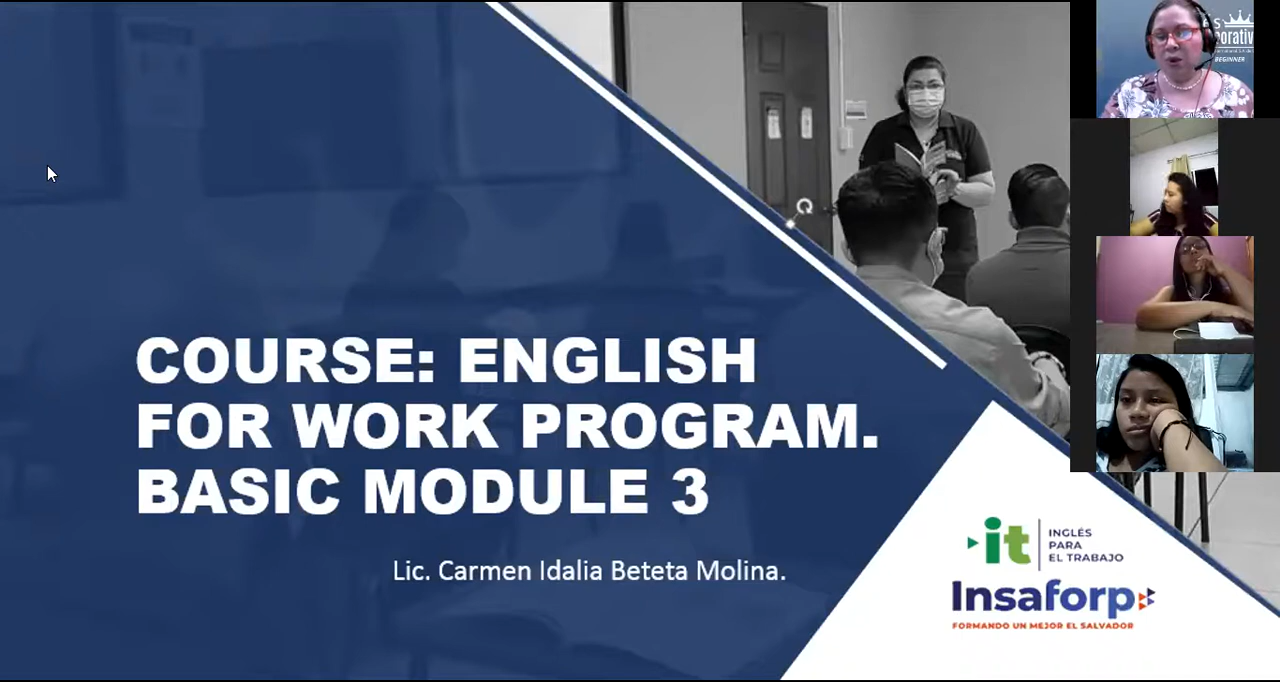 COURSE: ENGLISH
FOR WORK PROGRAM.
BASIC MODULE 3
Lic. Carmen Idalia Beteta Molina.
it
INGLÉS
PARA
EL TRABAJO
Insaforp
FORMANDO UN MEJOR EL SALVADOR
BEGINNER